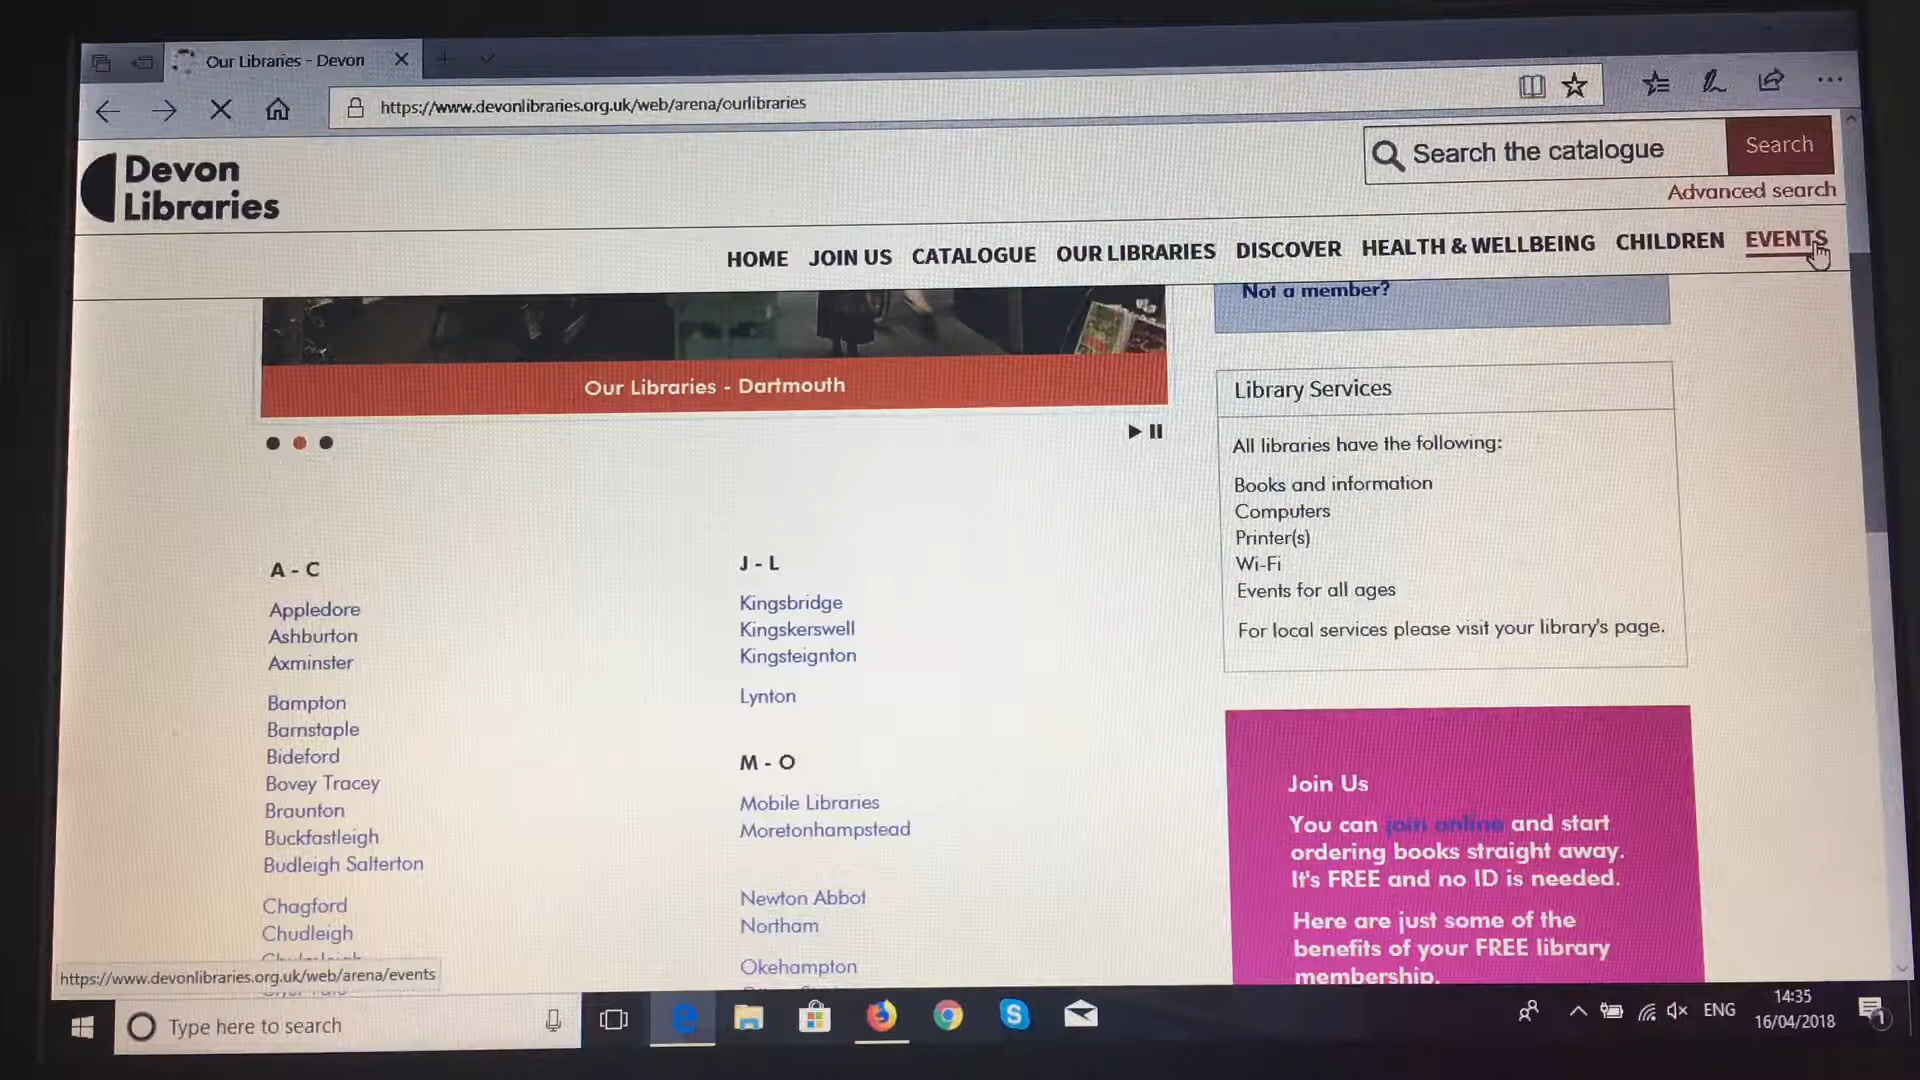 Our Libraries - Devon
https://www.devonlibraries.org.uk/web/arena/ourlibraries
Devon
Libraries
Search the catalogue
Search
Advanced search
HOME JOIN US CATALOGUE OUR LIBRARIES DISCOVER HEALTH & WELLBEING CHILDREN EVENTS
Not a member?
Our Libraries - Dartmouth
Library Services
All libraries have the following:
Books and information
Computers
Printer(s)
Wi-Fi
Events for all ages
For local services please visit your library's page.
A - C
Appledore
Ashburton
Axminster
Bampton
Barnstaple
Bideford
Bovey Tracey
Braunton
Buckfastleigh
Budleigh Salterton
Chagford
Chudleigh
J - L
Kingsbridge
Kingskerswell
Kingsteignton
Lynton
M - O
Mobile Libraries
Moretonhampstead
Newton Abbot
Northam
Okehampton
Join Us
You can join online and start
ordering books straight away.
It's FREE and no ID is needed.
Here are just some of the
benefits of your FREE library
membership.
https://www.devonlibraries.org.uk/web/arena/events
Type here to search
ENG
14:35
16/04/2018
1